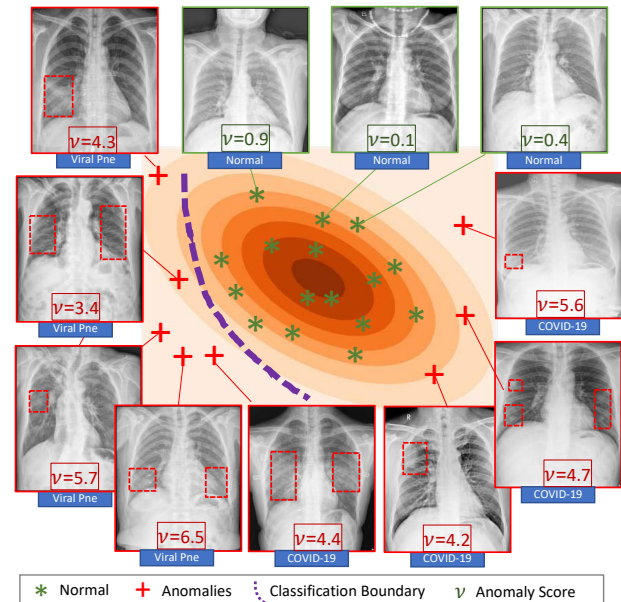 ν=4.3
Viral Pne
ν=0.9
Normal
ν=0.1
Normal
ν=0.4
Normal
ν=3.4
Viral Pne
ν=5.6
COVID-19
ν=5.7
Viral Pne
ν=6.5
Viral Pne
ν=4.4
COVID-19
R
ν=4.2
COVID-19
ν=4.7
COVID-19
Normal
Anomalies
Classification Boundary
ν Anomaly Score